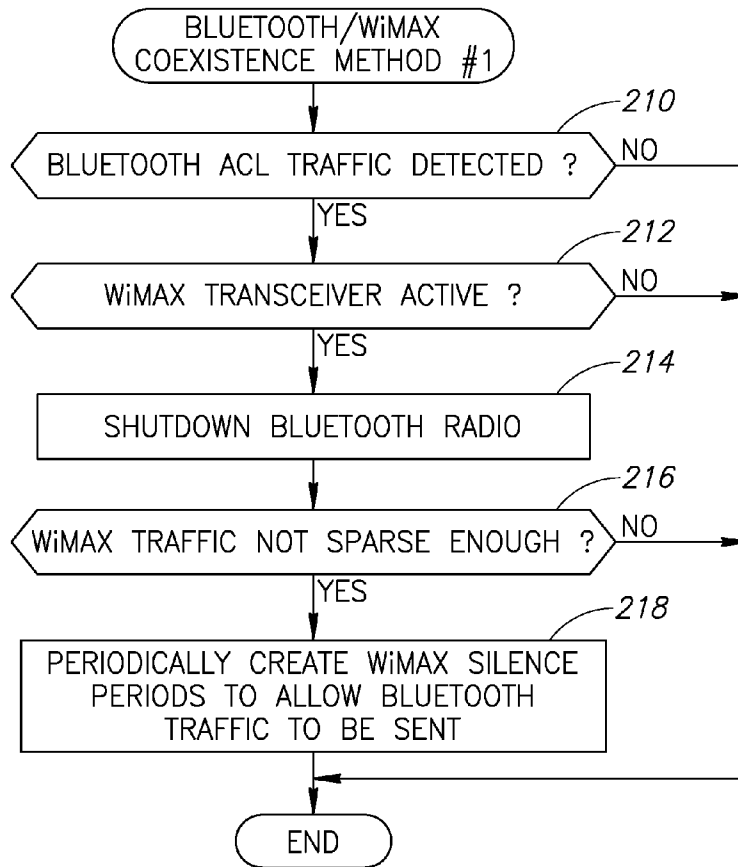 BLUETOOTH/WiMAX
COEXISTENCE METHOD #1
210
BLUETOOTH ACL TRAFFIC DETECTED ?
NO
YES
212
WiMAX TRANSCEIVER ACTIVE ?
NO
YES
214
SHUTDOWN BLUETOOTH RADIO
216
WiMAX TRAFFIC NOT SPARSE ENOUGH ?
NO
YES
218
PERIODICALLY CREATE WiMAX SILENCE
PERIODS TO ALLOW BLUETOOTH
TRAFFIC TO BE SENT
END